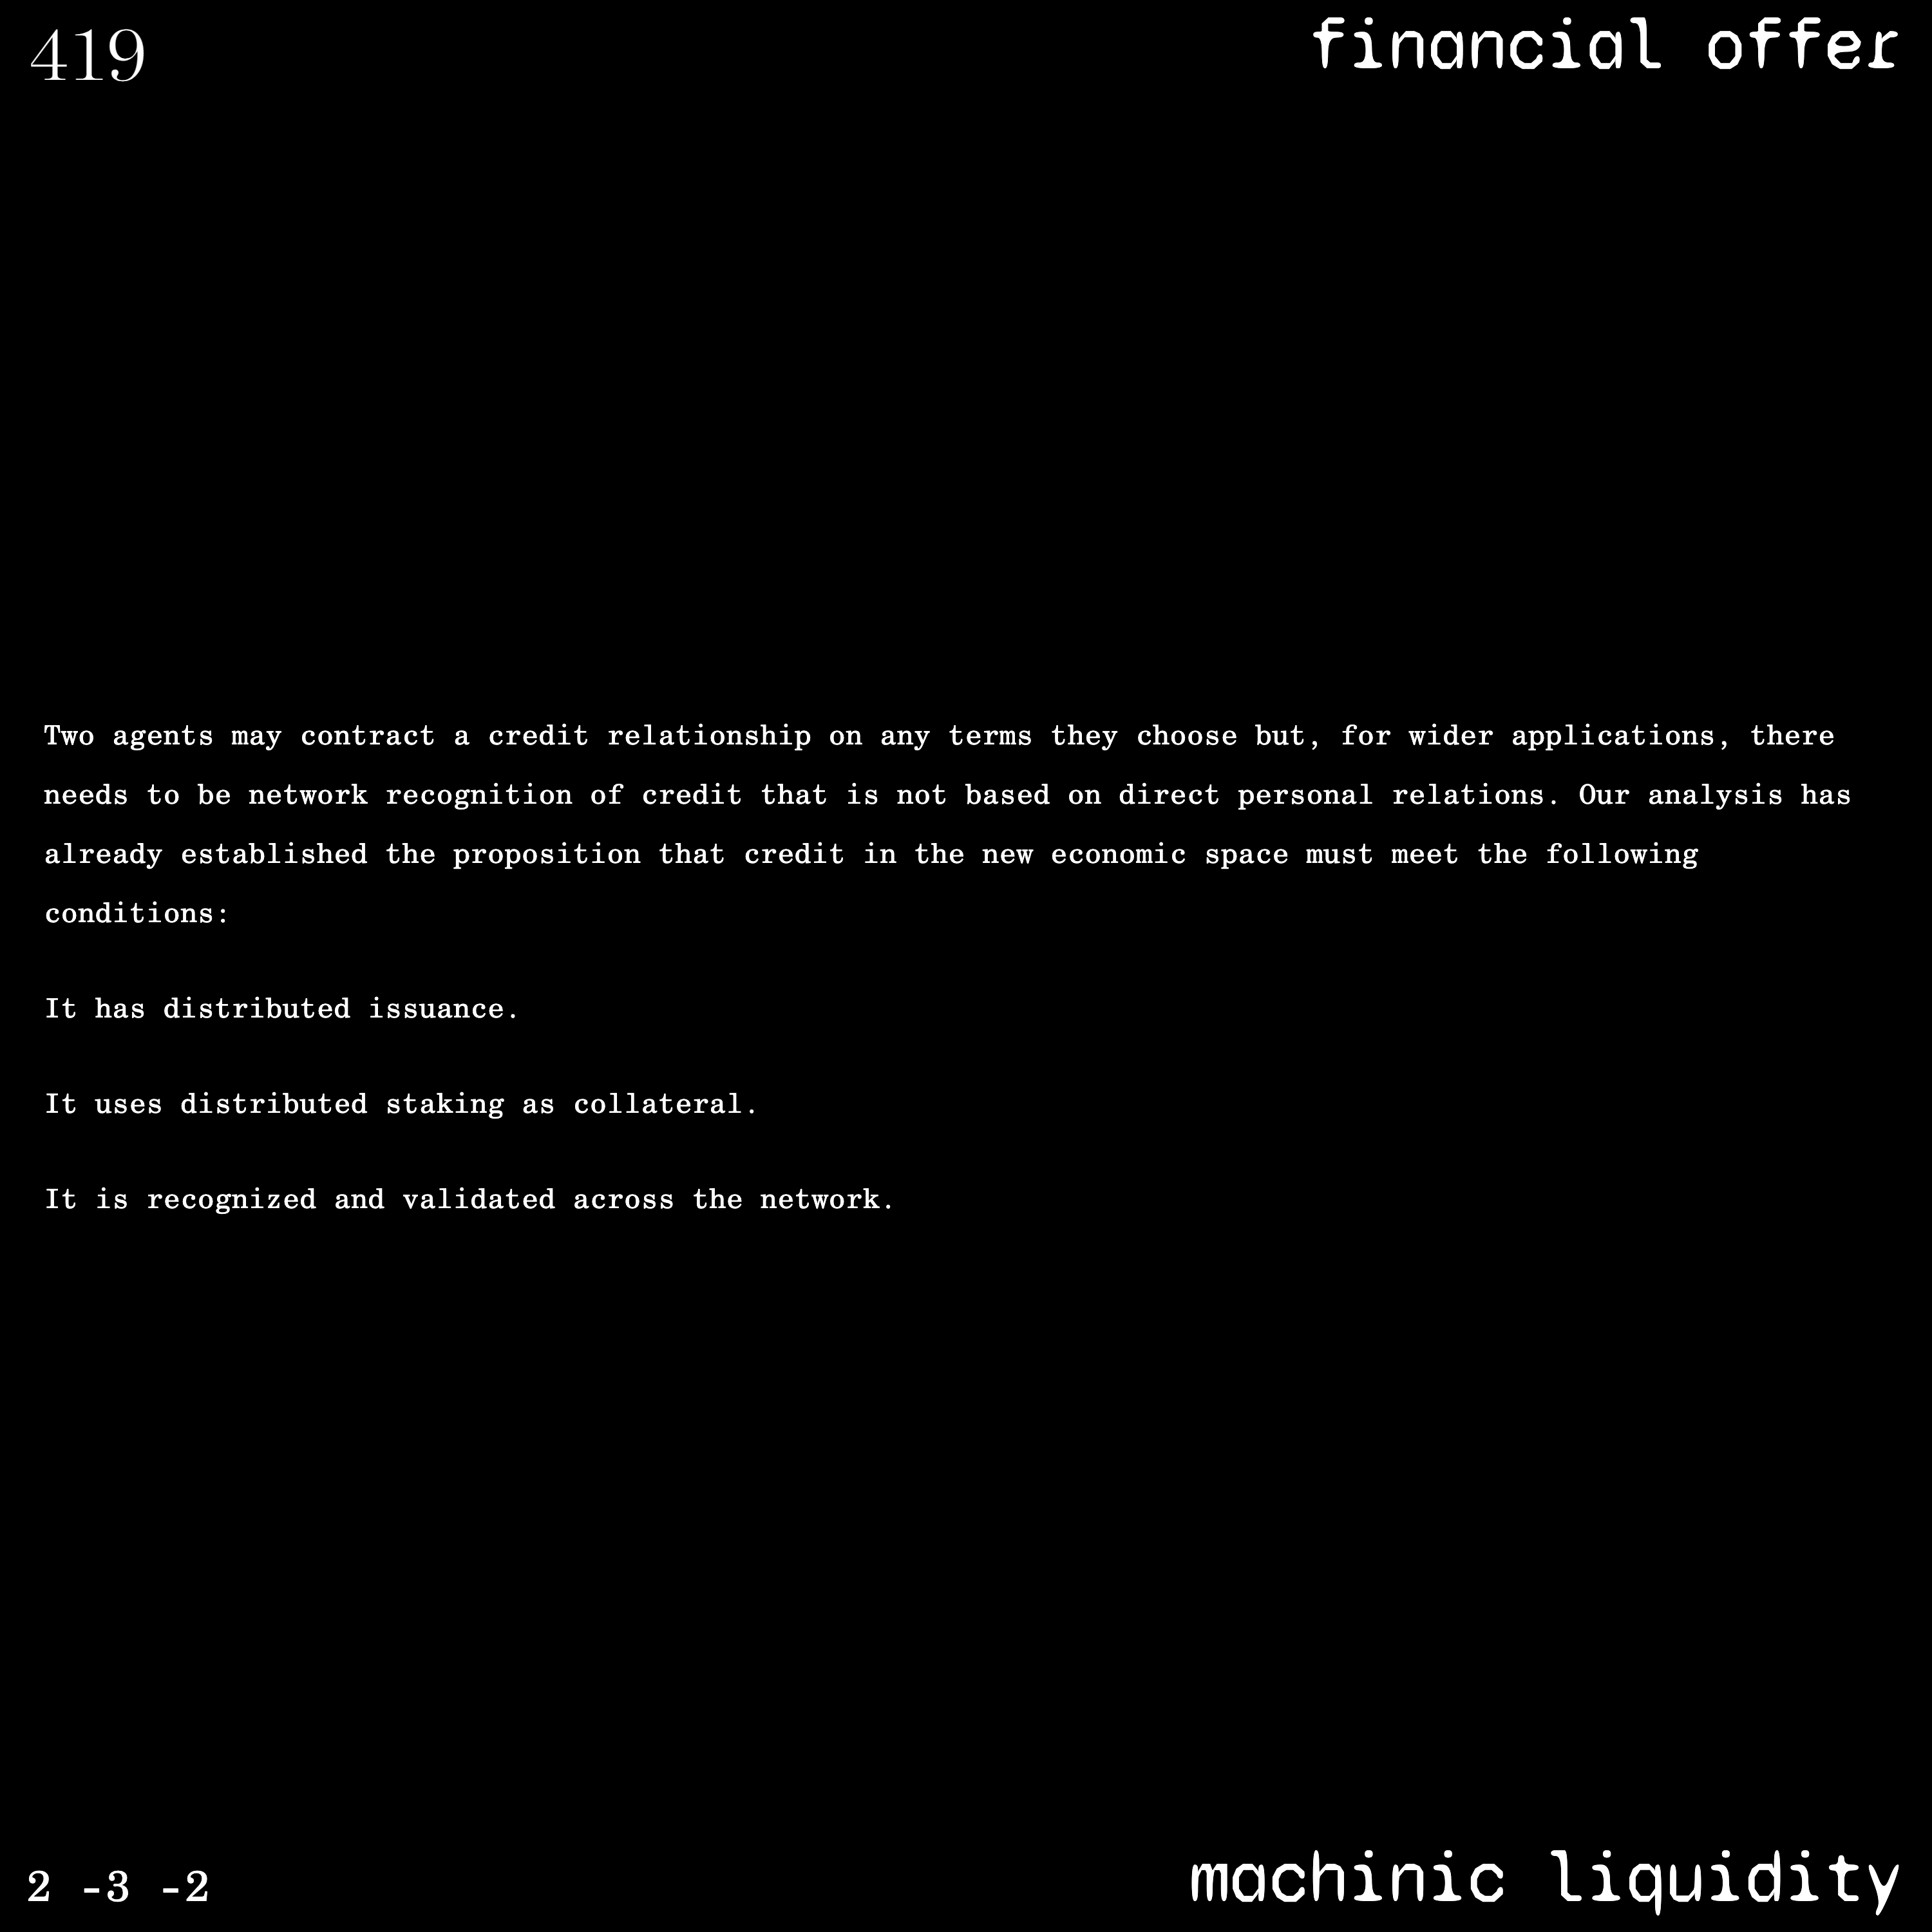 419
financial offer
Two agents may contract a credit relationship on any terms they choose but, for wider applications, there
needs to be network recognition of credit that is not based on direct personal relations. Our analysis has
already established the proposition that credit in the new economic space must meet the following
conditions:
It has distributed issuance.
It uses distributed staking as collateral.
It is recognized and validated across the network.
2 -3 -2
machinic liquidity